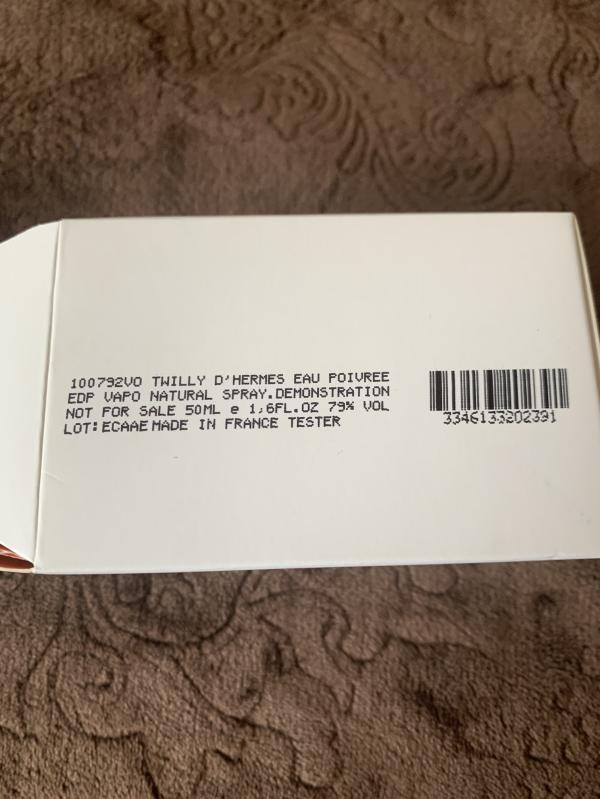 100792V0 TWILLY D'HERMES EAU POIVREE
EDP VAPO NATURAL SPRAY.DEMONSTRATION
NOT FOR SALE 50ML e 1,6FL.OZ 79% VOL
LOT:ECAAE MADE IN FRANCE TESTER
3346133202391